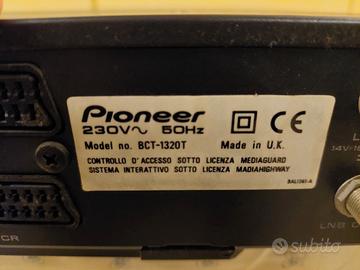 Pioneer
230V~ 50Hz
CE
Model no. BCT-1320T
Made in U.K.
CONTROLLO D'ACCESSO SOTTO LICENZA MEDIAGUARD
SISTEMA INTERATTIVO SOTTO LICENZA MADIAHIGHWAY
CR
LNB
subito